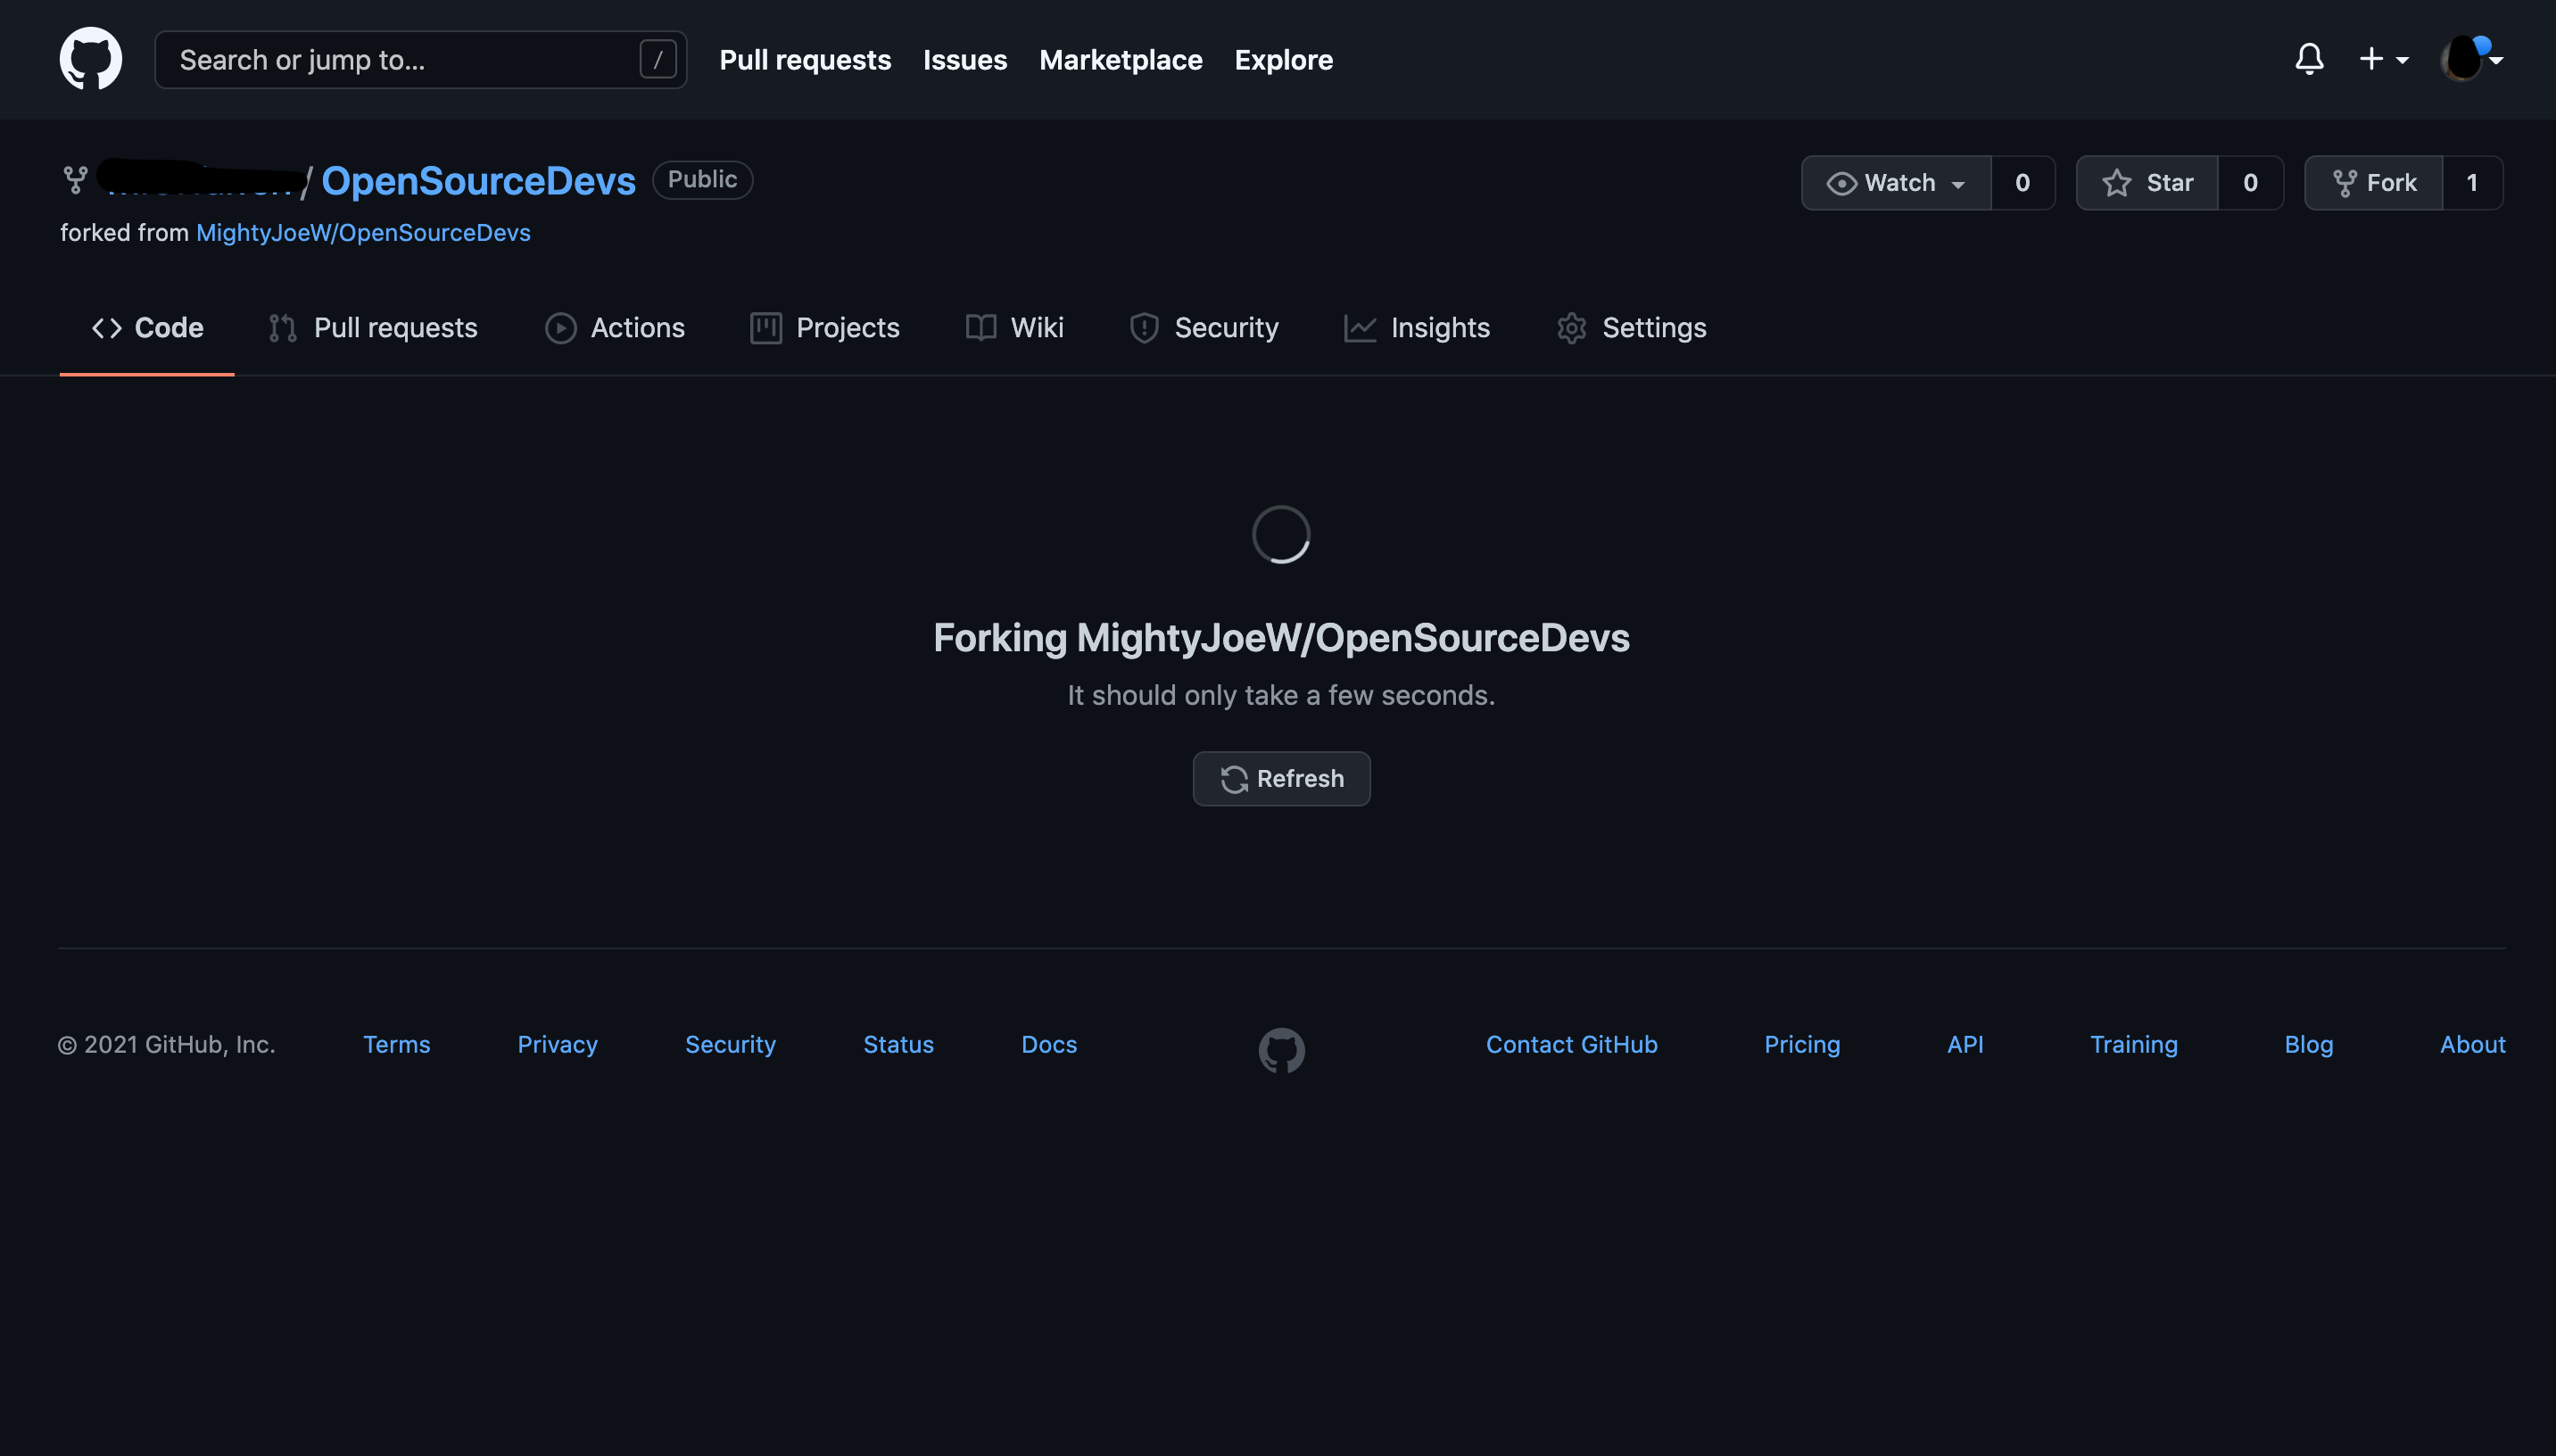 Search or jump to... /
Pull requests
Issues
Marketplace
Explore
/ OpenSourceDevs Public
Watch 0
Star 0
Fork 1
forked from MightyJoeW/OpenSourceDevs
Code
Pull requests
Actions
Projects
Wiki
Security
Insights
Settings
Forking MightyJoeW/OpenSourceDevs
It should only take a few seconds.
Refresh
© 2021 GitHub, Inc.
Terms
Privacy
Security
Status
Docs
Contact GitHub
Pricing
API
Training
Blog
About